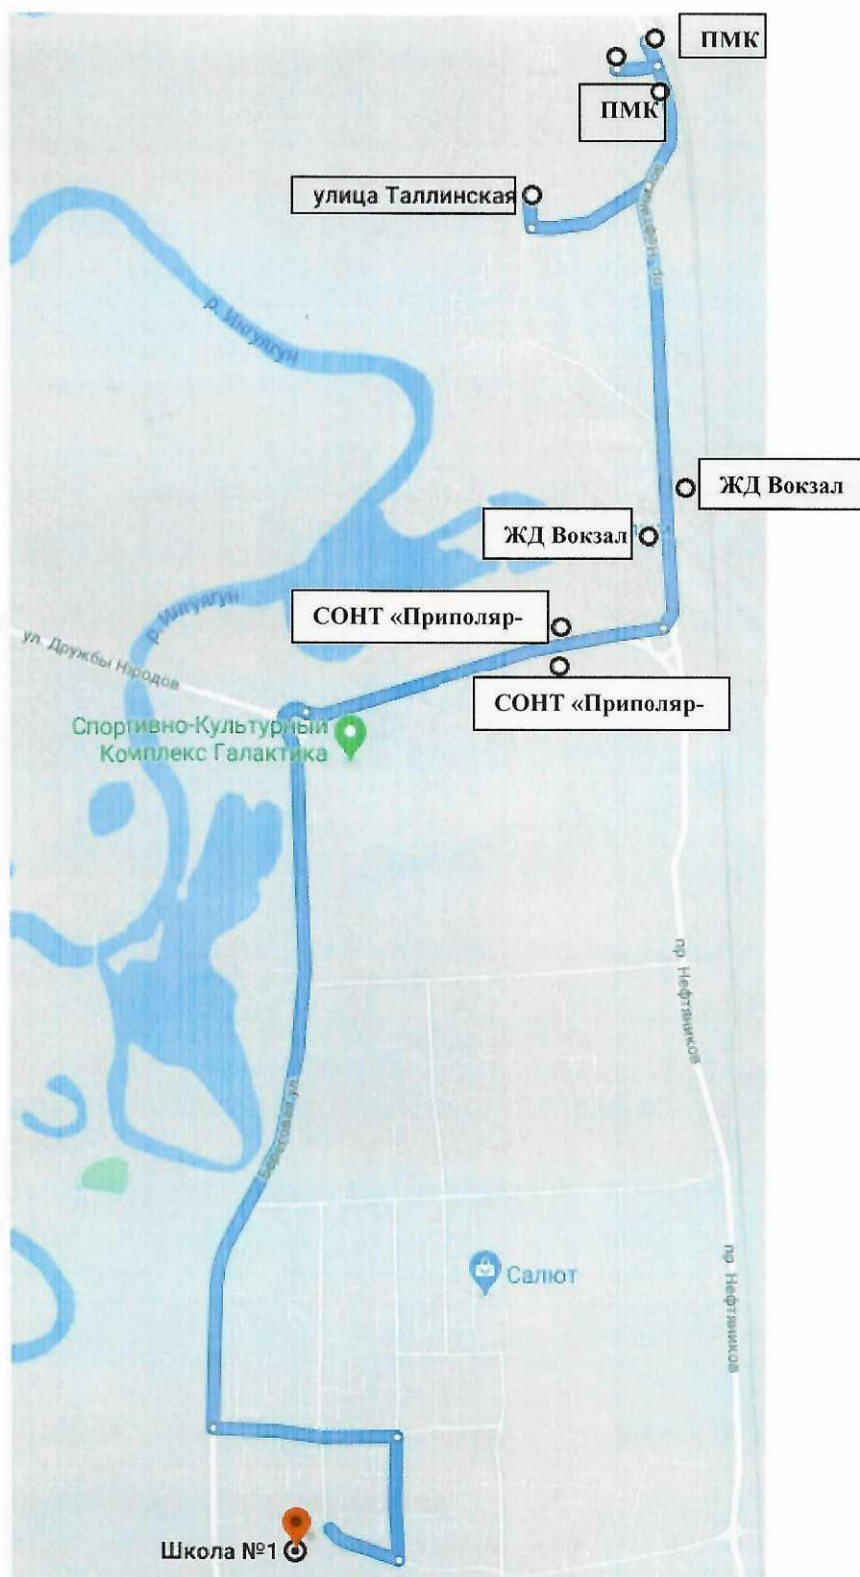 ПМК
ПМК
улица Таллинская
р. Ингуягун
ЖД Вокзал
ЖД Вокзал
р. Ингуягун
СОНТ «Приполяр-
ул. Дружбы Народов
СОНТ «Приполяр-
Спортивно-Культурный
Комплекс Галактика
пр. Нефтяников
Береговая ул.
Салют
пр. Нефтяников
Школа №1